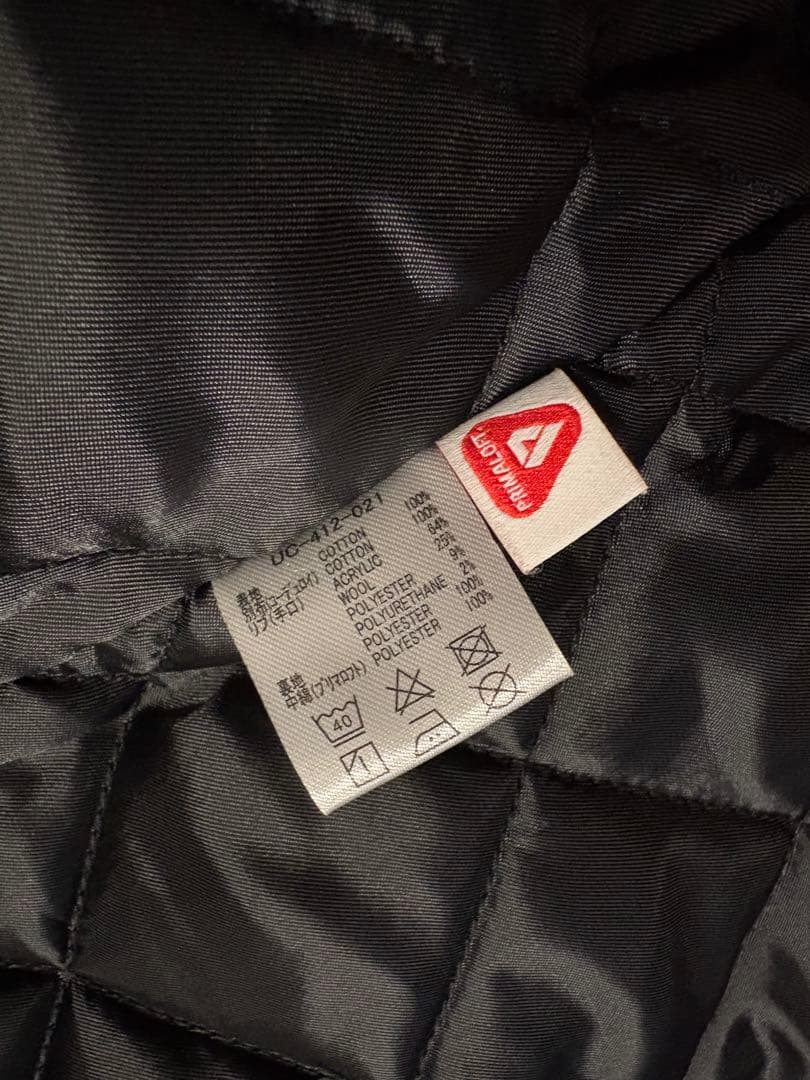 PRIMALOFT
UC-412-021
表地 COTTON 100%
別布(コーデュロイ) COTTON 100%
リブ(手口) ACRYLIC 64%
WOOL 25%
POLYESTER 9%
POLYURETHANE 2%
裏地 POLYESTER 100%
中綿(プリマロフト) POLYESTER 100%
40